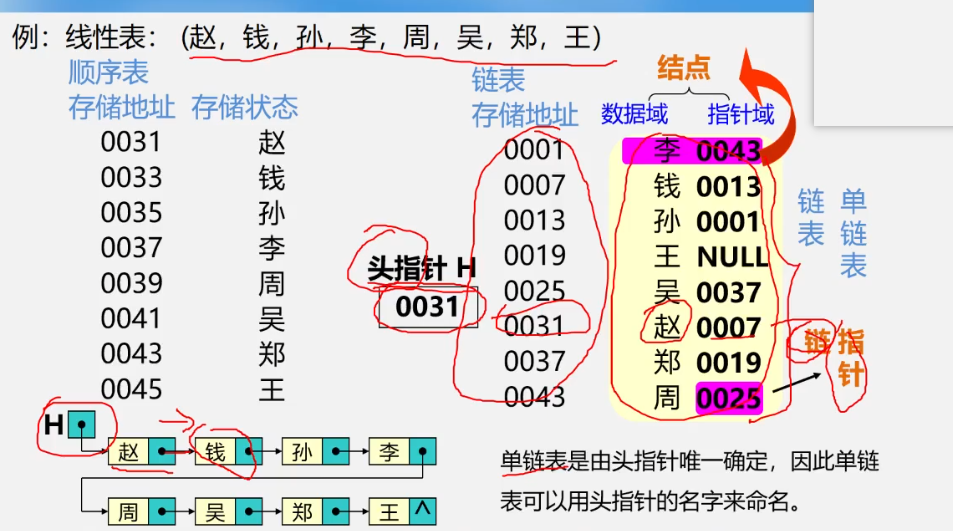 例：线性表：（赵，钱，孙，李，周，吴，郑，王）
顺序表
存储地址 存储状态
0031 赵
0033 钱
0035 孙
0037 李
0039 周
0041 吴
0043 郑
0045 王
链表
存储地址
结点
数据域 指针域
0001 李 0043
0007 钱 0013
0013 孙 0001
0019 王 NULL
0025 吴 0037
0031 赵 0007
0037 郑 0019
0043 周 0025
头指针 H
0031
链表
单链表
链
指针
H
赵 钱 孙 李
周 吴 郑 王 ^
单链表是由头指针唯一确定，因此单链
表可以用头指针的名字来命名。